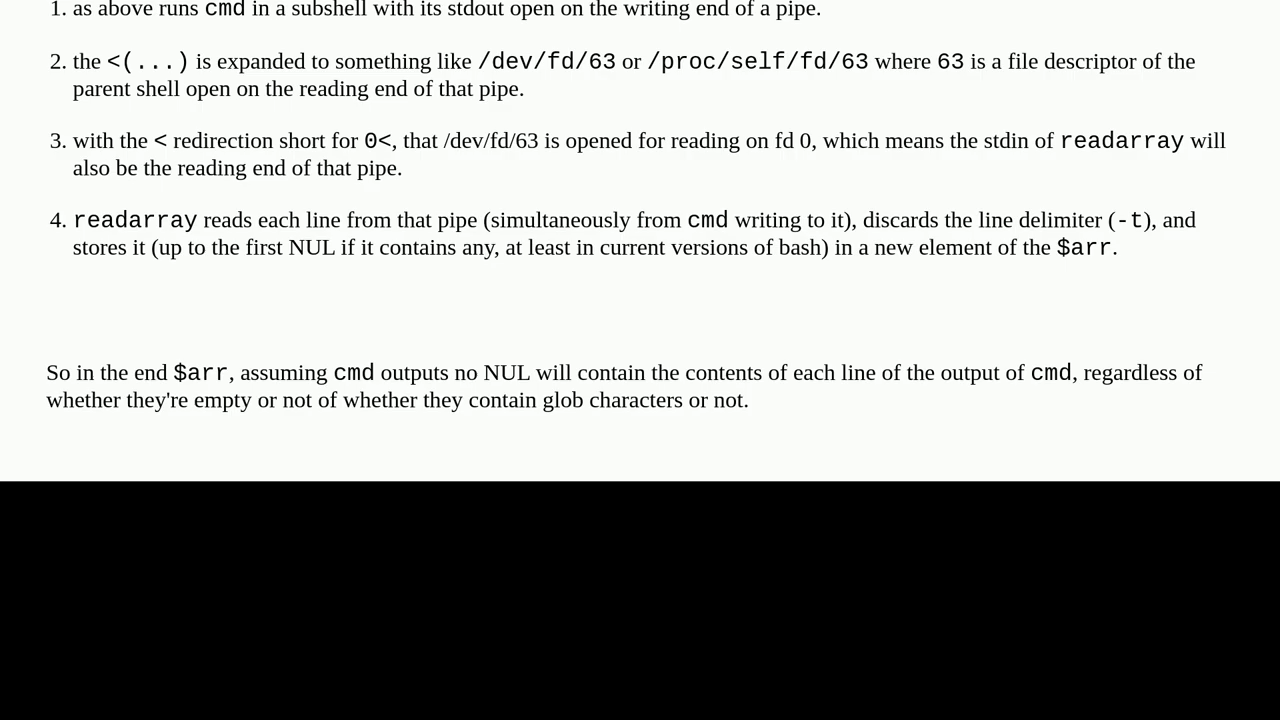 1. as above runs cmd in a subshell with its stdout open on the writing end of a pipe.
2. the <(...) is expanded to something like /dev/fd/63 or /proc/self/fd/63 where 63 is a file descriptor of the
parent shell open on the reading end of that pipe.
3. with the < redirection short for 0<, that /dev/fd/63 is opened for reading on fd 0, which means the stdin of readarray will
also be the reading end of that pipe.
4. readarray reads each line from that pipe (simultaneously from cmd writing to it), discards the line delimiter (-t), and
stores it (up to the first NUL if it contains any, at least in current versions of bash) in a new element of the $arr.
So in the end $arr, assuming cmd outputs no NUL will contain the contents of each line of the output of cmd, regardless of
whether they're empty or not of whether they contain glob characters or not.